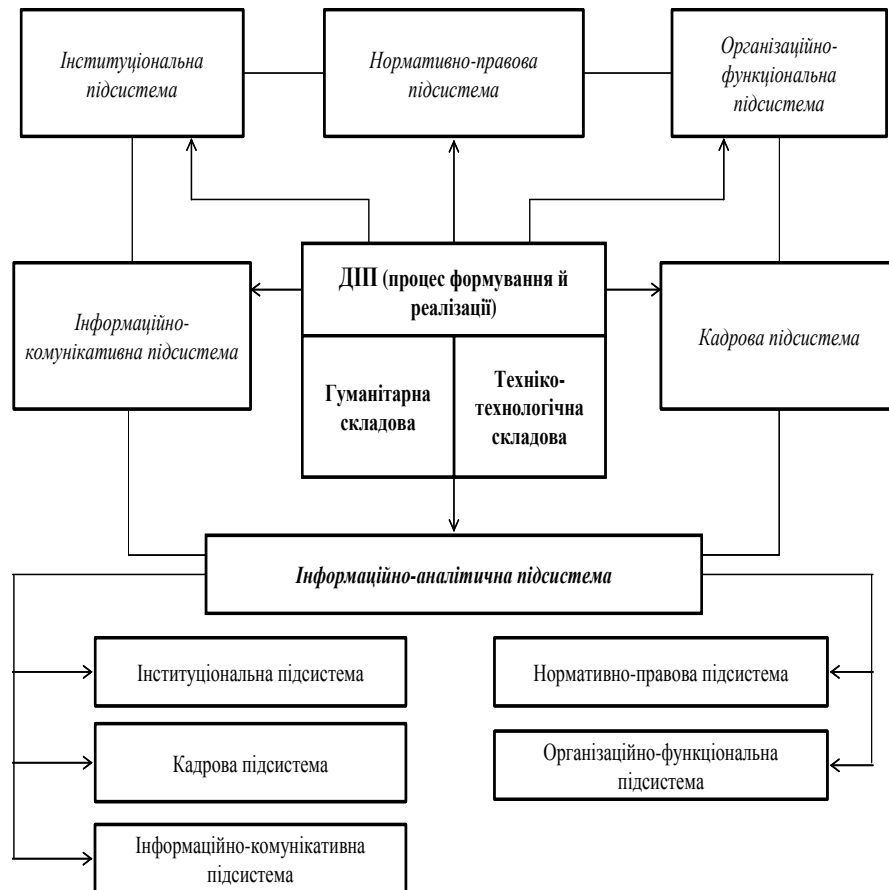 Інституціональна
підсистема
Нормативно-правова
підсистема
Організаційно-
функціональна
підсистема
Інформаційно-
комунікативна підсистема
ДІП (процес формування й
реалізації)
Кадрова підсистема
Гуманітарна
складова
Техніко-
технологічна
складова
Інформаційно-аналітична підсистема
Інституціональна підсистема
Нормативно-правова підсистема
Кадрова підсистема
Організаційно-функціональна
підсистема
Інформаційно-комунікативна
підсистема